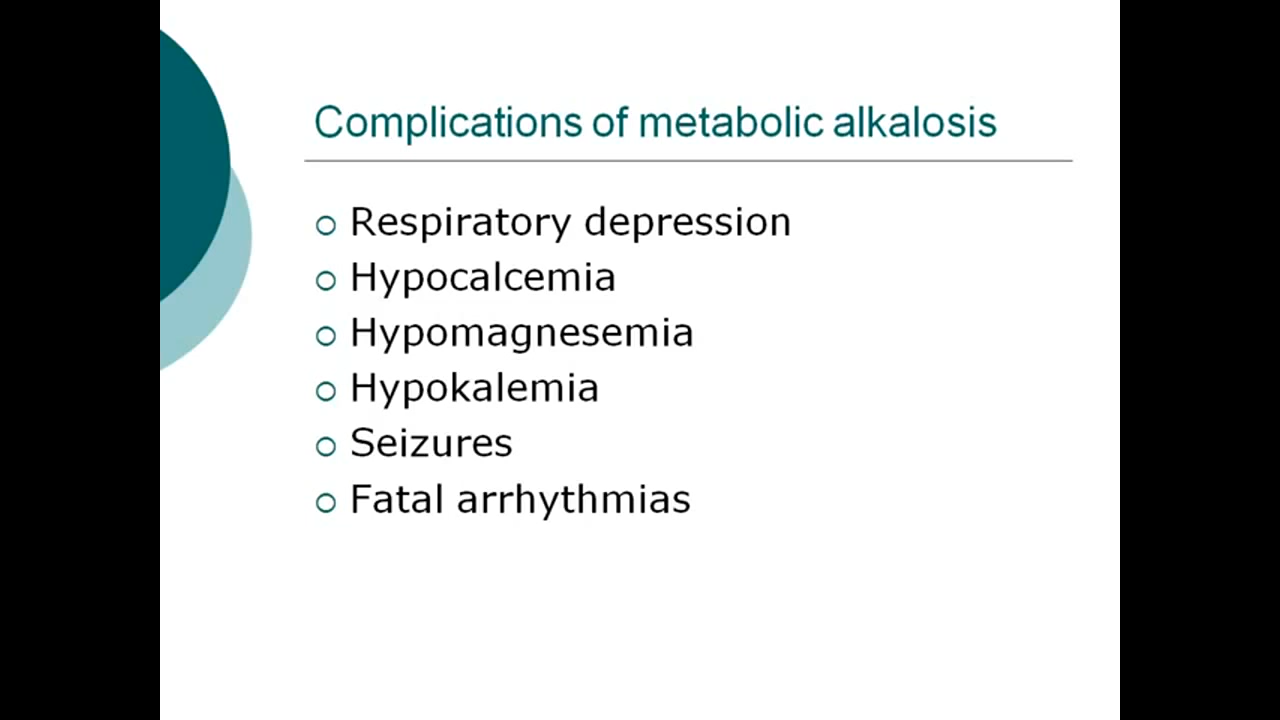 Complications of metabolic alkalosis
Respiratory depression
Hypocalcemia
Hypomagnesemia
Hypokalemia
Seizures
Fatal arrhythmias